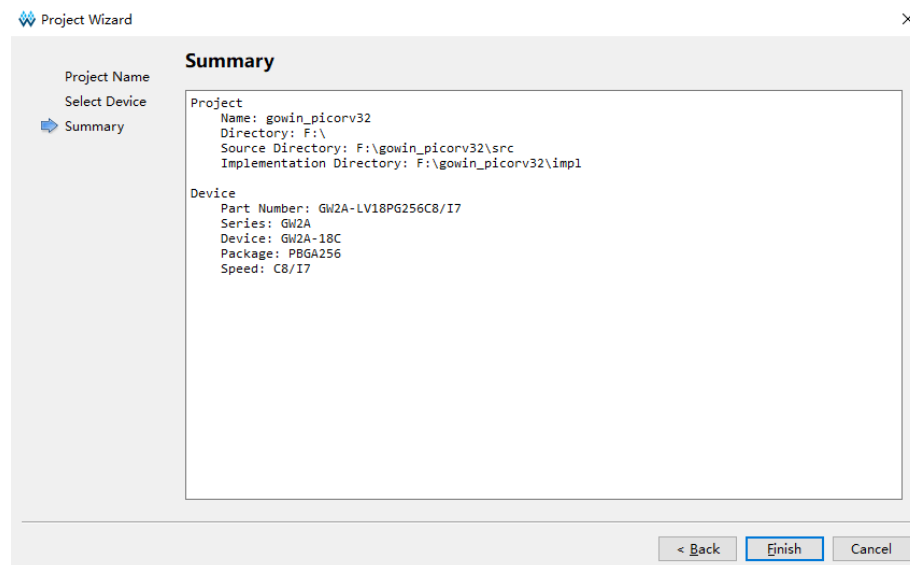 Project Wizard
Project Name
Select Device
Summary
Summary
Project
Name: gowin_picorv32
Directory: F:\
Source Directory: F:\gowin_picorv32\src
Implementation Directory: F:\gowin_picorv32\impl
Device
Part Number: GW2A-LV18PG256C8/I7
Series: GW2A
Device: GW2A-18C
Package: PBGA256
Speed: C8/I7
< Back
Finish
Cancel